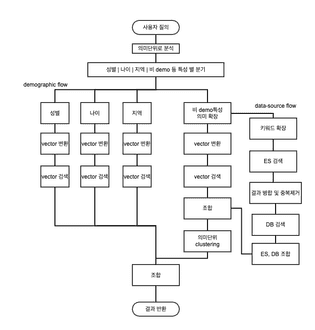 사용자 질의
의미단위로 분석
성별 | 나이 | 지역 | 비 demo 등 특성 별 분기
demographic flow
data-source flow
성별
나이
지역
비 demo특성
의미 확장
키워드 확장
vector 변환
vector 변환
vector 변환
vector 변환
ES 검색
vector 검색
vector 검색
vector 검색
vector 검색
결과 병합 및 중복제거
조합
DB 검색
의미단위
clustering
ES, DB 조합
조합
결과 반환